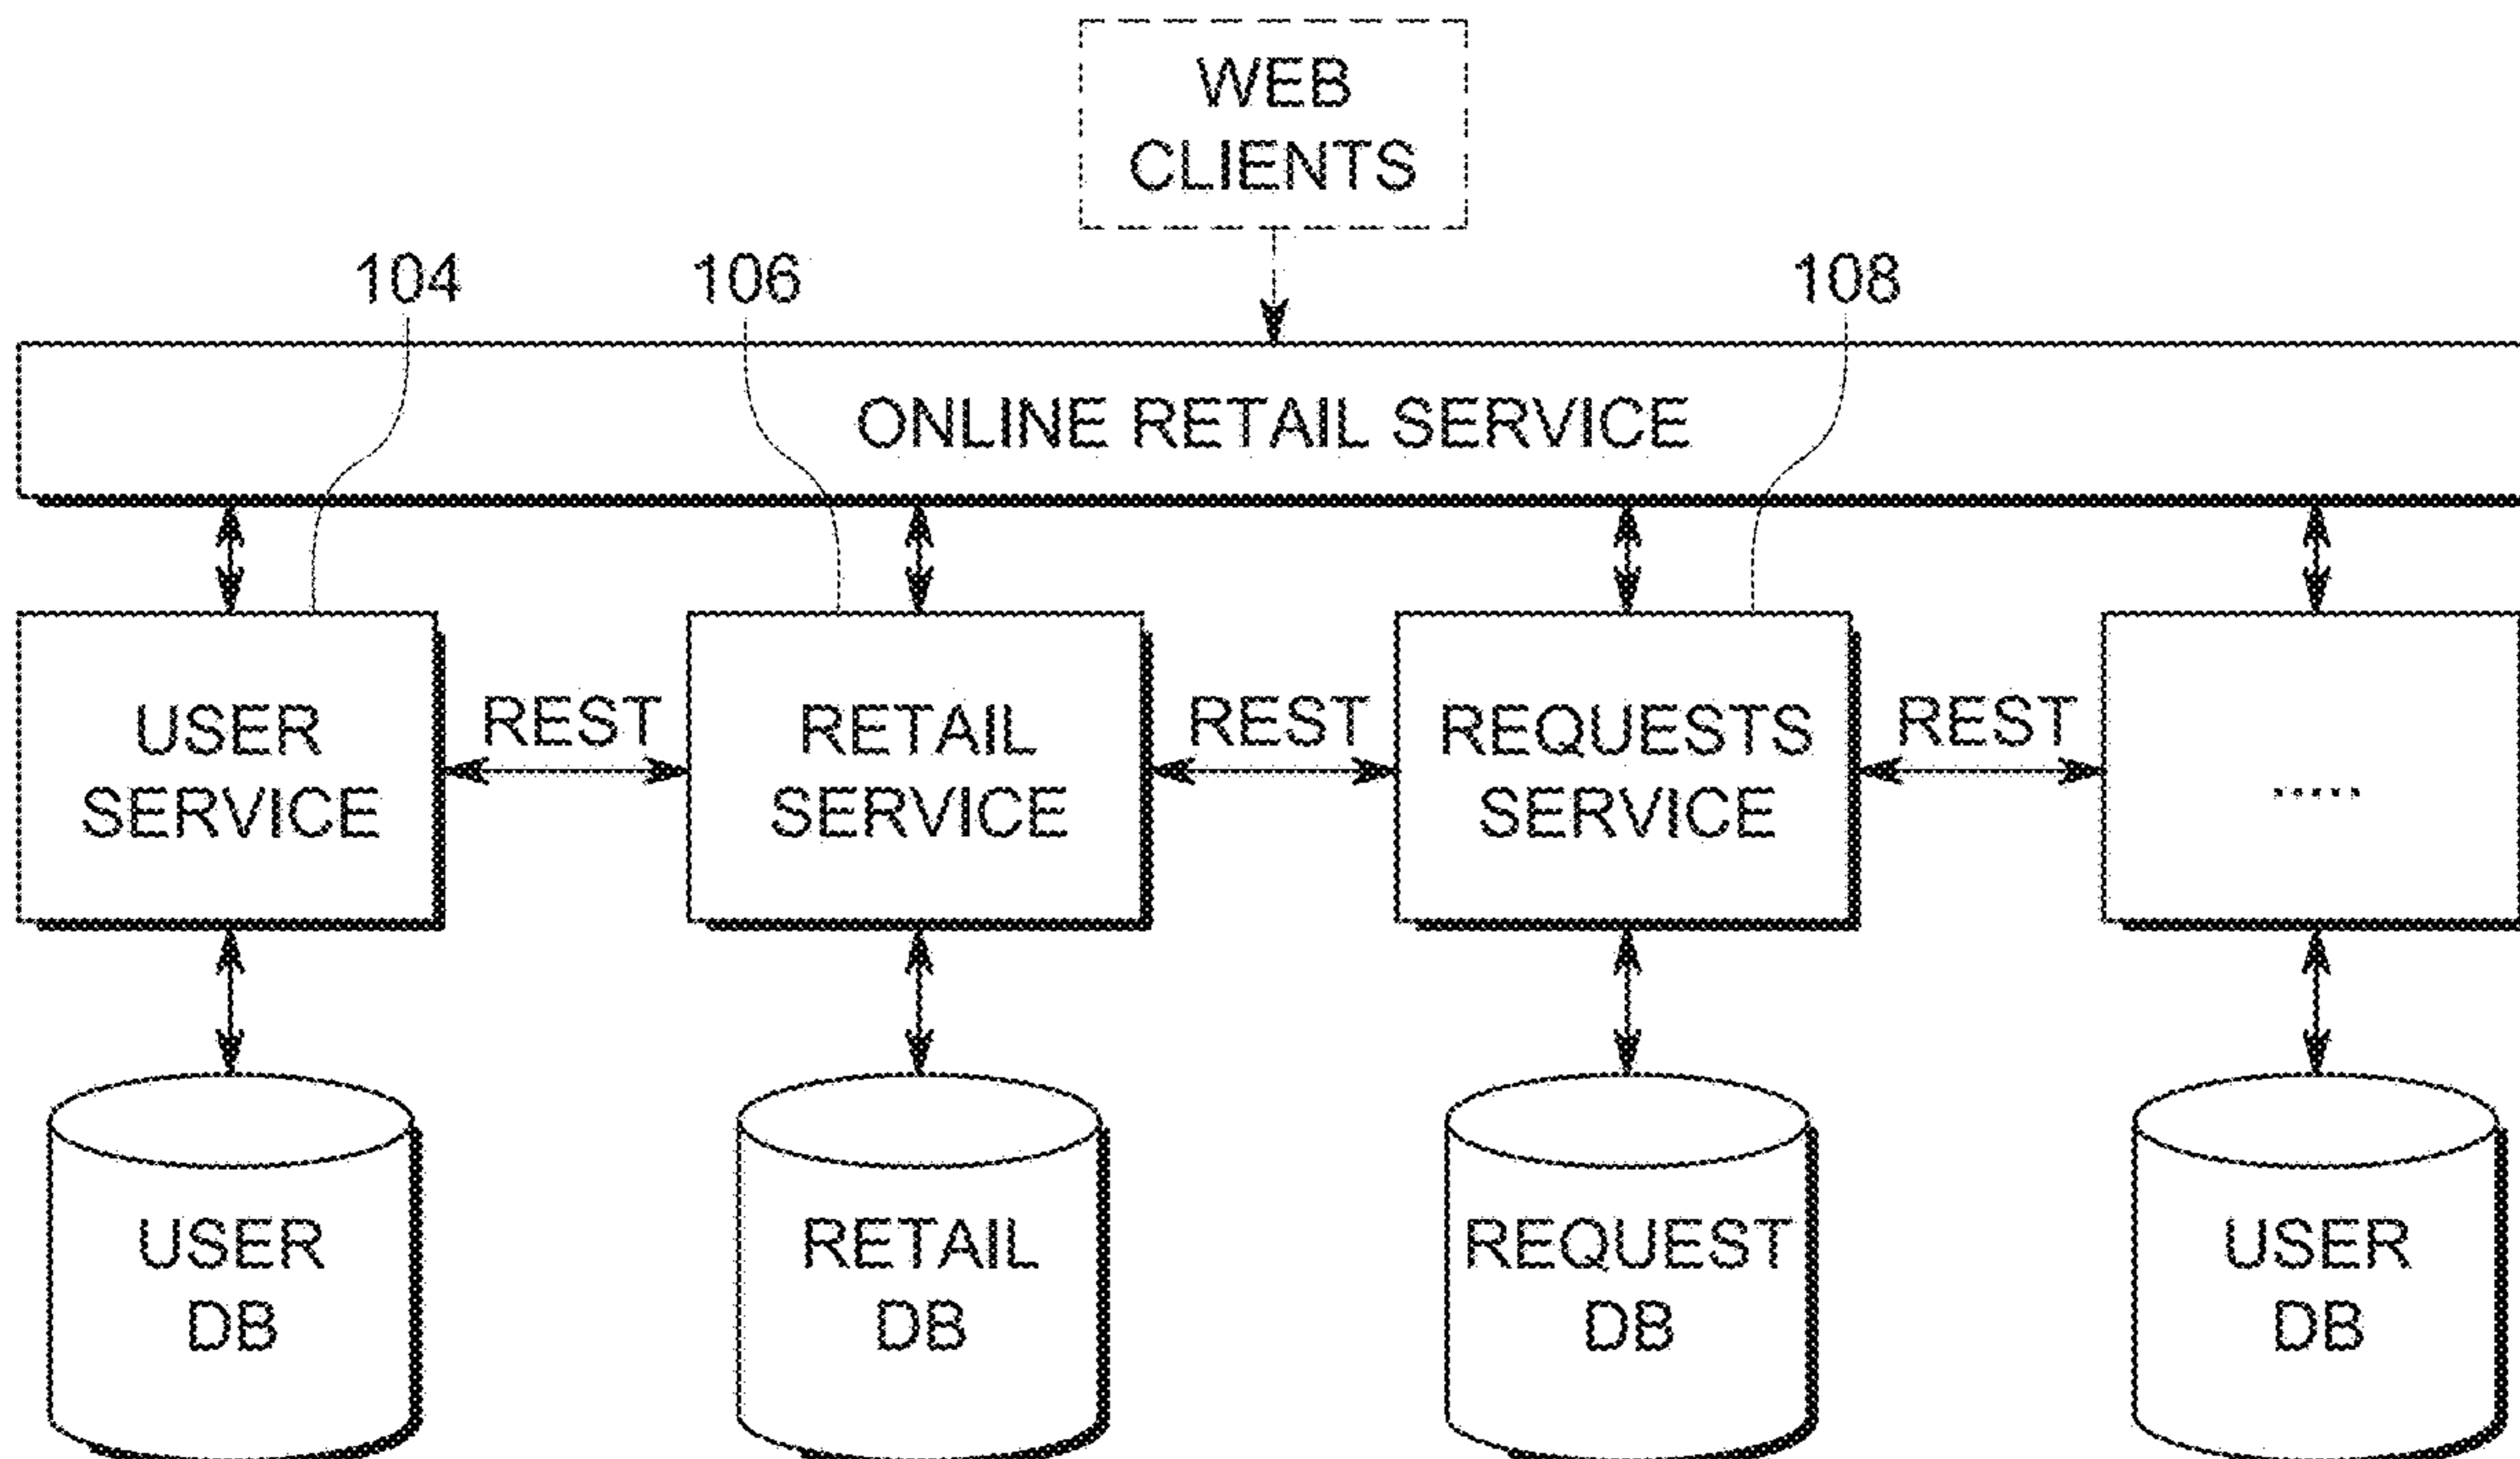 WEB
CLIENTS
104
106
108
ONLINE RETAIL SERVICE
USER
SERVICE
REST
RETAIL
SERVICE
REST
REQUESTS
SERVICE
REST
.....
USER
DB
RETAIL
DB
REQUEST
DB
USER
DB